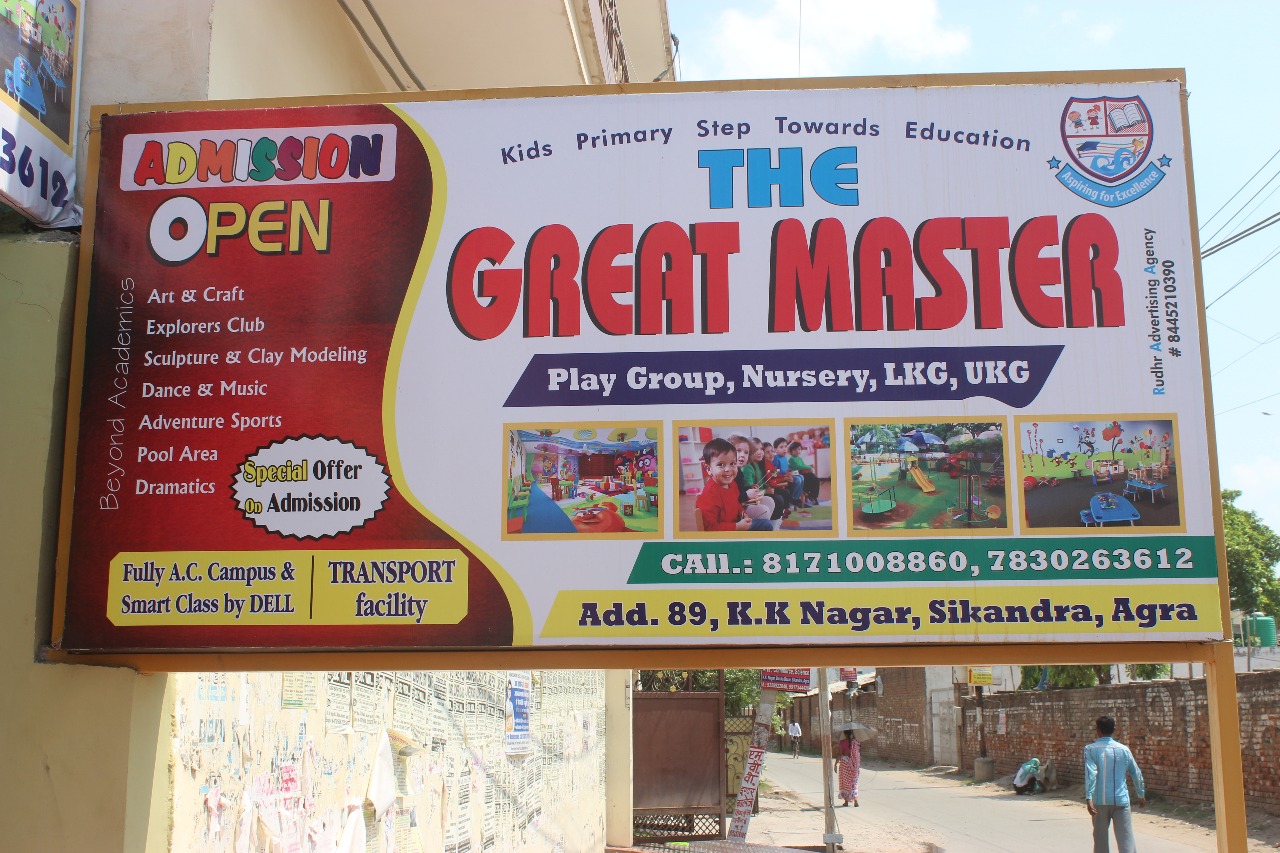 3612
ADMISSION
OPEN
Beyond Academics
Art & Craft
Explorers Club
Sculpture & Clay Modeling
Dance & Music
Adventure Sports
Pool Area
Dramatics
Special Offer
On Admission
Fully A.C. Campus &
Smart Class by DELL
TRANSPORT
facility
Kids Primary Step Towards Education
THE
GREAT MASTER
Aspiring for Excellence
Rudhr Advertising Agency
# 8445210390
Play Group, Nursery, LKG, UKG
CAll.: 8171008860, 7830263612
Add. 89, K.K Nagar, Sikandra, Agra